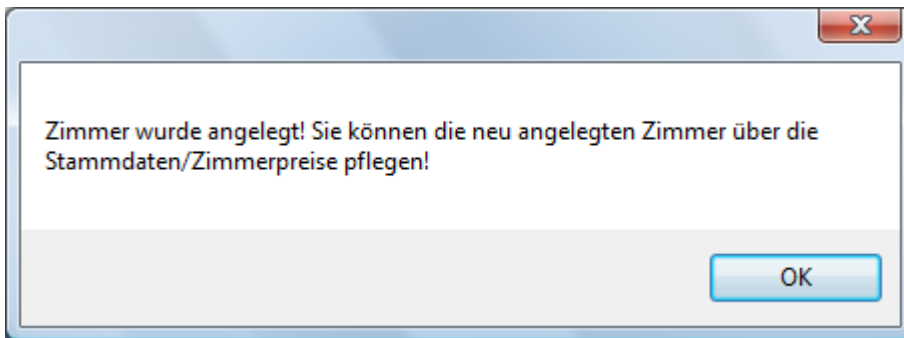 Zimmer wurde angelegt! Sie können die neu angelegten Zimmer über die
Stammdaten/Zimmerpreise pflegen!
OK